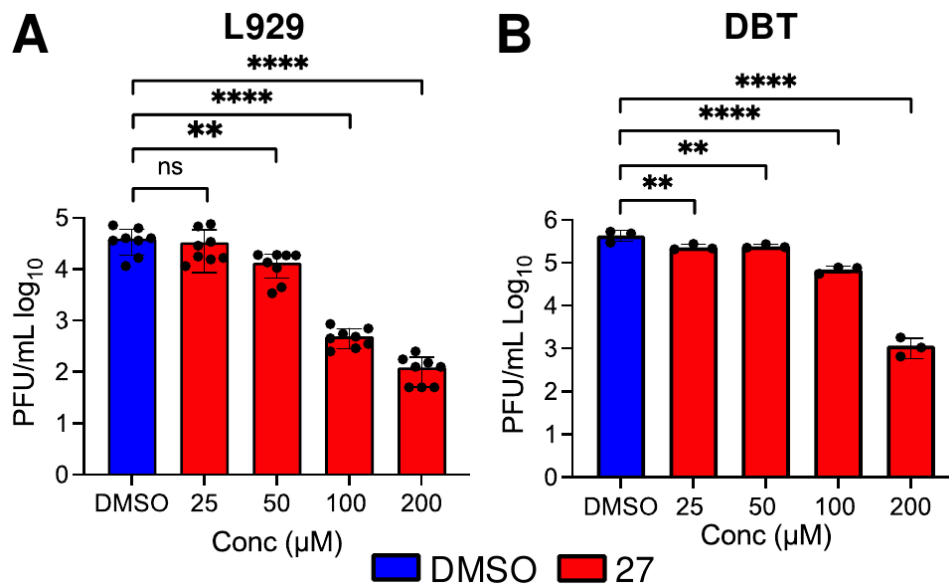 A
L929
****
****
**
ns
PFU/mL log10
5
4
3
2
1
0
DMSO 25 50 100 200
Conc (µM)
B
DBT
****
****
**
**
PFU/mL Log10
6
5
4
3
2
1
0
DMSO 25 50 100 200
Conc (µM)
DMSO 27